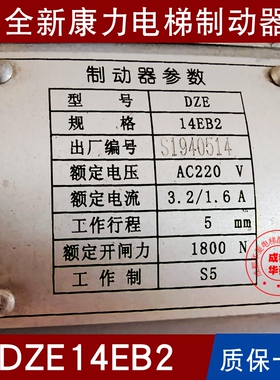 全新康力电梯制动器
制动器参数
型号 DZE
规格 14EB2
出厂编号 S1940514
额定电压 AC220 V
额定电流 3.2/1.6 A
工作行程 5 mm
额定开闸力 1800 N
工作制 S5
DZE14EB2 质保一